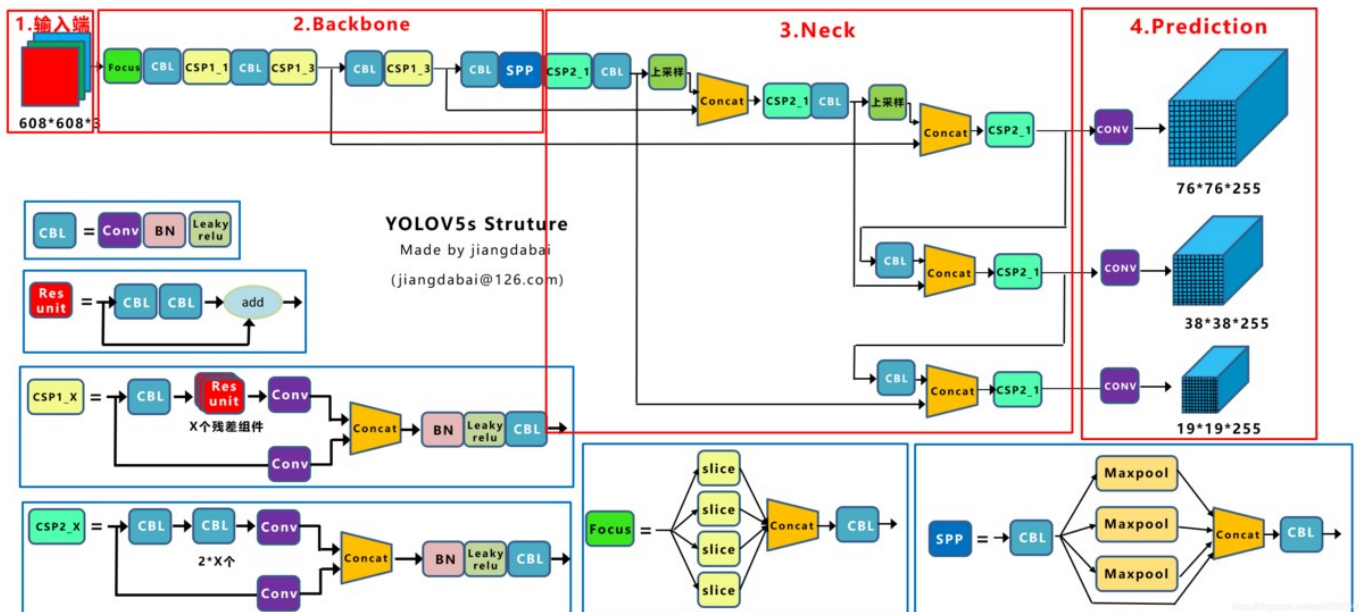 1.输入端
2.Backbone
3.Neck
4.Prediction
608*608*3
Focus CBL CSP1_1 CBL CSP1_3 CBL CSP1_3 CBL SPP CSP2_1 CBL 上采样 Concat CSP2_1 CBL 上采样 Concat CSP2_1 CONV
76*76*255
YOLOV5s Struture
Made by jiangdabai
(jiangdabai@126.com)
CBL Concat CSP2_1 CONV
38*38*255
CBL Concat CSP2_1 CONV
19*19*255
CBL = Conv BN Leaky relu
Res unit = CBL CBL add
CSP1_X = CBL Res unit Conv Concat BN Leaky relu CBL
X个残差组件
Conv
CSP2_X = CBL CBL Conv Concat BN Leaky relu CBL
2*X个
Conv
Focus = slice slice slice slice Concat CBL
SPP = CBL Maxpool Maxpool Maxpool Concat CBL